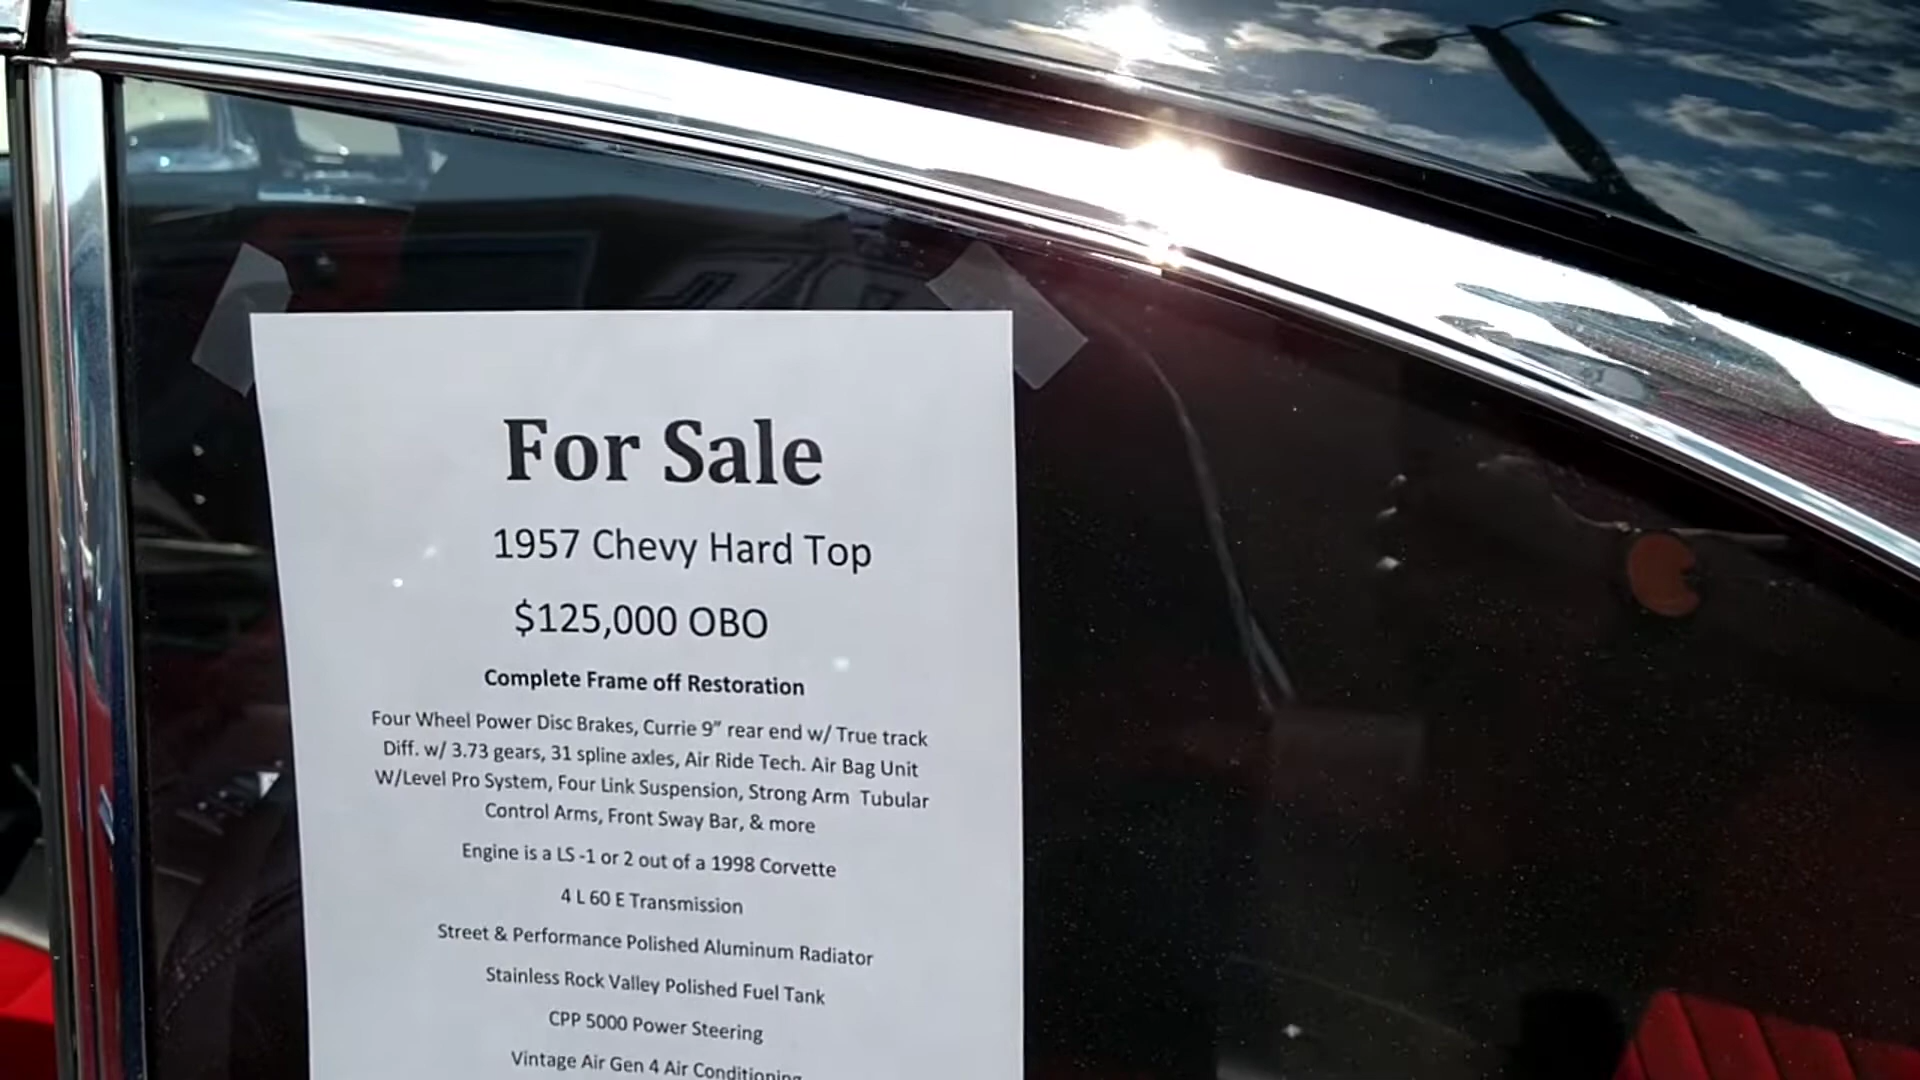 For Sale
1957 Chevy Hard Top
$125,000 OBO
Complete Frame off Restoration
Four Wheel Power Disc Brakes, Currie 9" rear end w/ True track
Diff. w/ 3.73 gears, 31 spline axles, Air Ride Tech. Air Bag Unit
W/Level Pro System, Four Link Suspension, Strong Arm Tubular
Control Arms, Front Sway Bar, & more
Engine is a LS -1 or 2 out of a 1998 Corvette
4 L 60 E Transmission
Street & Performance Polished Aluminum Radiator
Stainless Rock Valley Polished Fuel Tank
CPP 5000 Power Steering
Vintage Air Gen 4 Air Conditioning